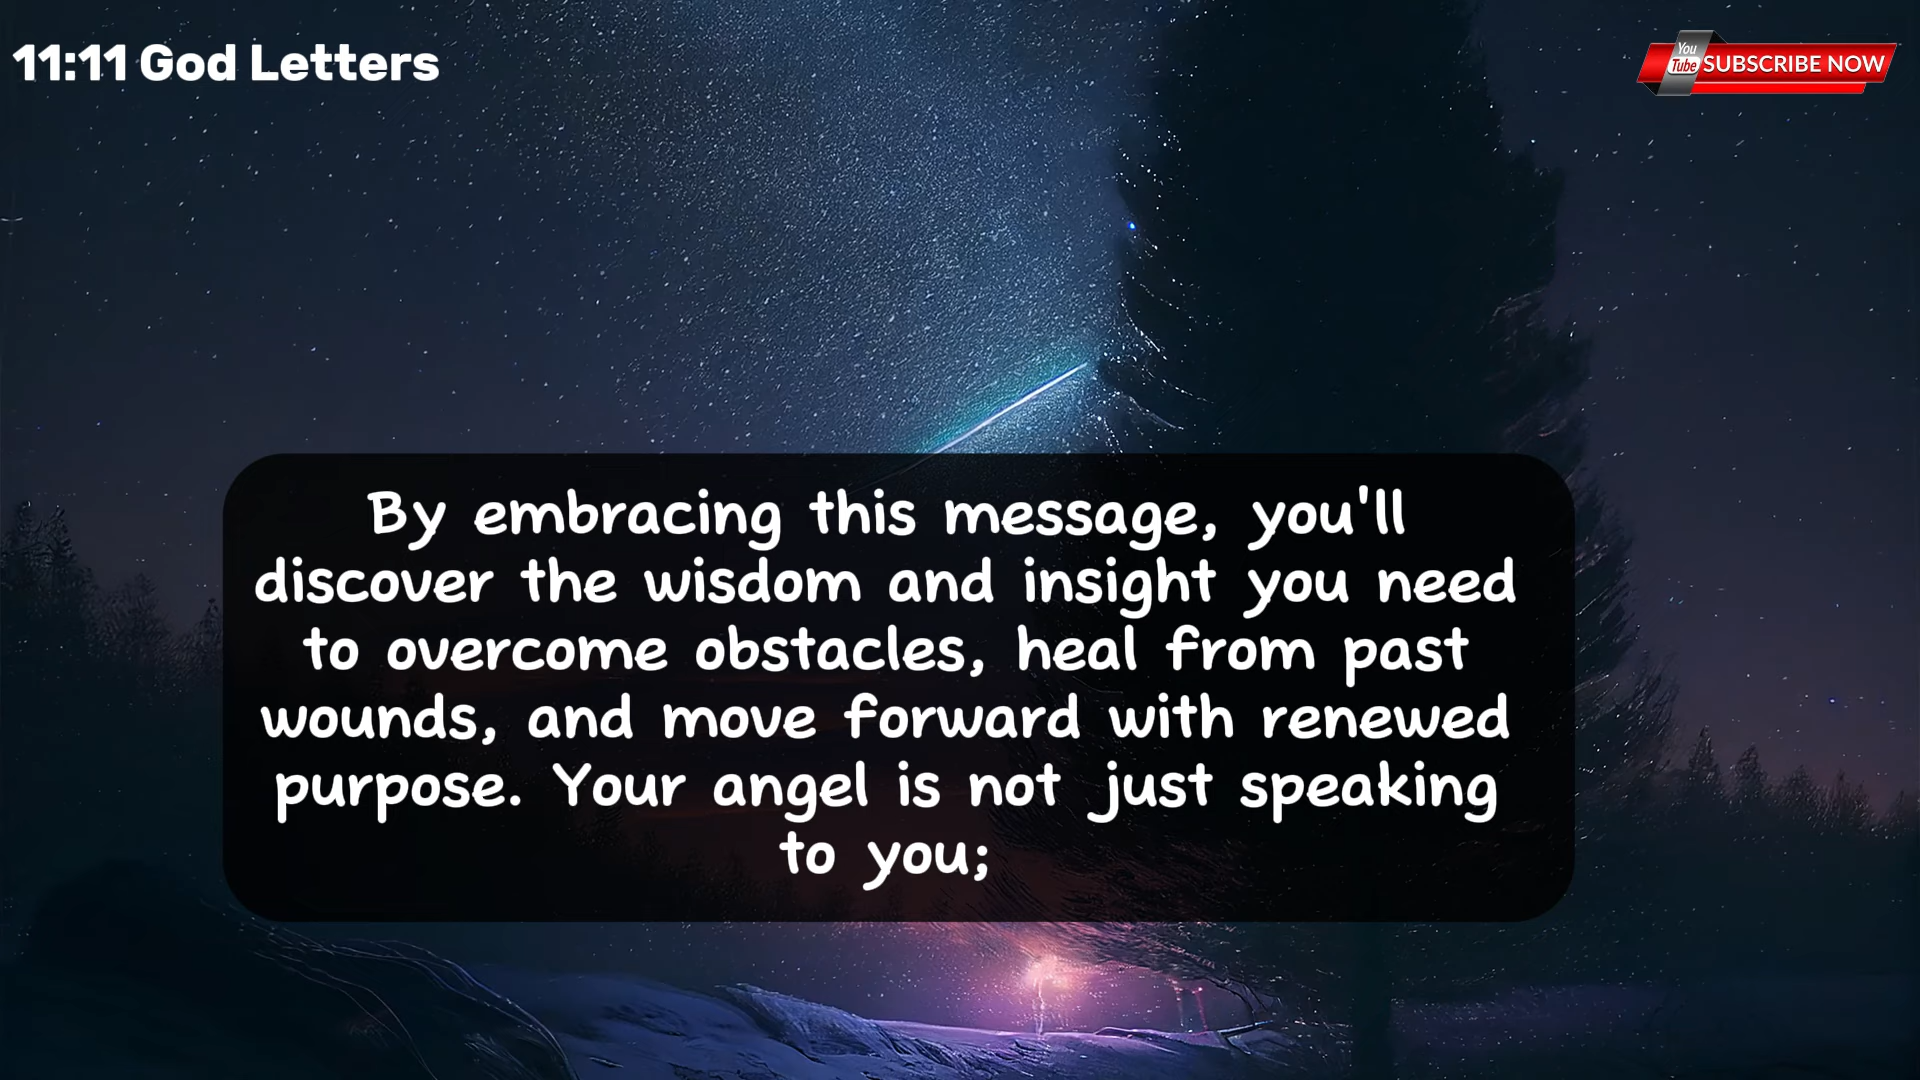 11:11 God Letters
You
Tube
SUBSCRIBE NOW
By embracing this message, you'll
discover the wisdom and insight you need
to overcome obstacles, heal from past
wounds, and move forward with renewed
purpose. Your angel is not just speaking
to you;